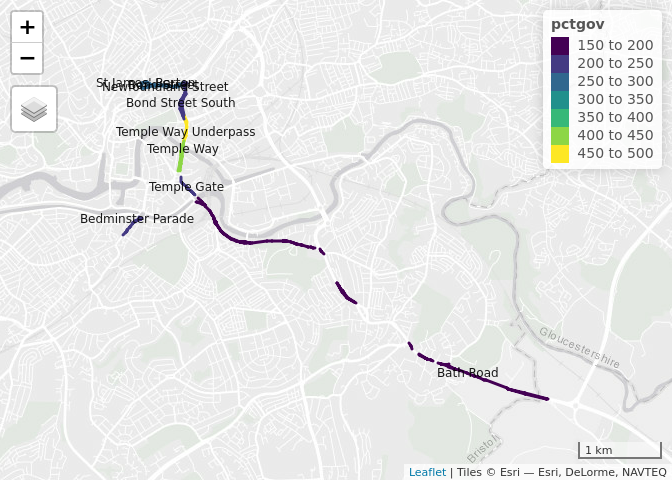 +
−
pctgov
150 to 200
200 to 250
250 to 300
300 to 350
350 to 400
400 to 450
450 to 500
St James Barton
Newfoundland Street
Bond Street South
Temple Way Underpass
Temple Way
Temple Gate
Bedminster Parade
Gloucestershire
Bath Road
Bristol
1 km
Leaflet | Tiles © Esri — Esri, DeLorme, NAVTEQ